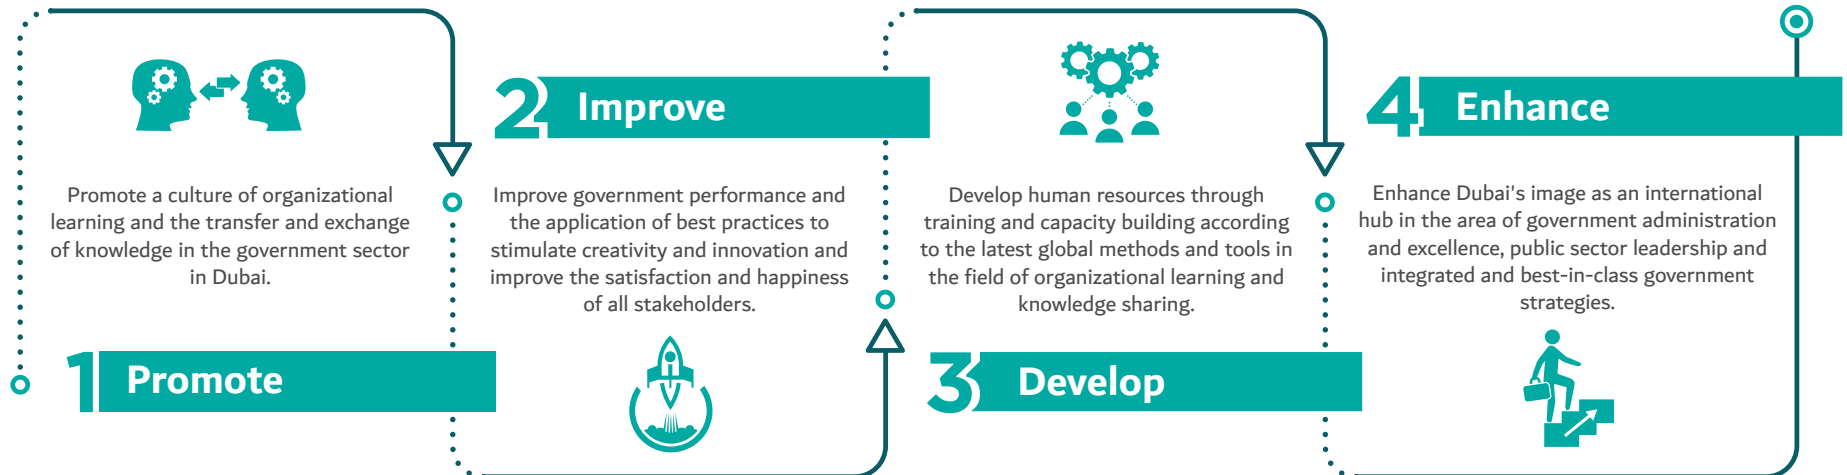 Promote a culture of organizational
learning and the transfer and exchange
of knowledge in the government sector
in Dubai.
1 Promote
2 Improve
Improve government performance and
the application of best practices to
stimulate creativity and innovation and
improve the satisfaction and happiness
of all stakeholders.
Develop human resources through
training and capacity building according
to the latest global methods and tools in
the field of organizational learning and
knowledge sharing.
3 Develop
4 Enhance
Enhance Dubai's image as an international
hub in the area of government administration
and excellence, public sector leadership and
integrated and best-in-class government
strategies.